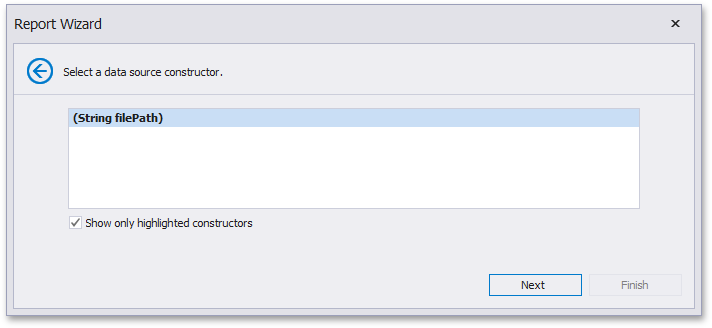 Report Wizard
Select a data source constructor.
(String filePath)
Show only highlighted constructors
Next
Finish